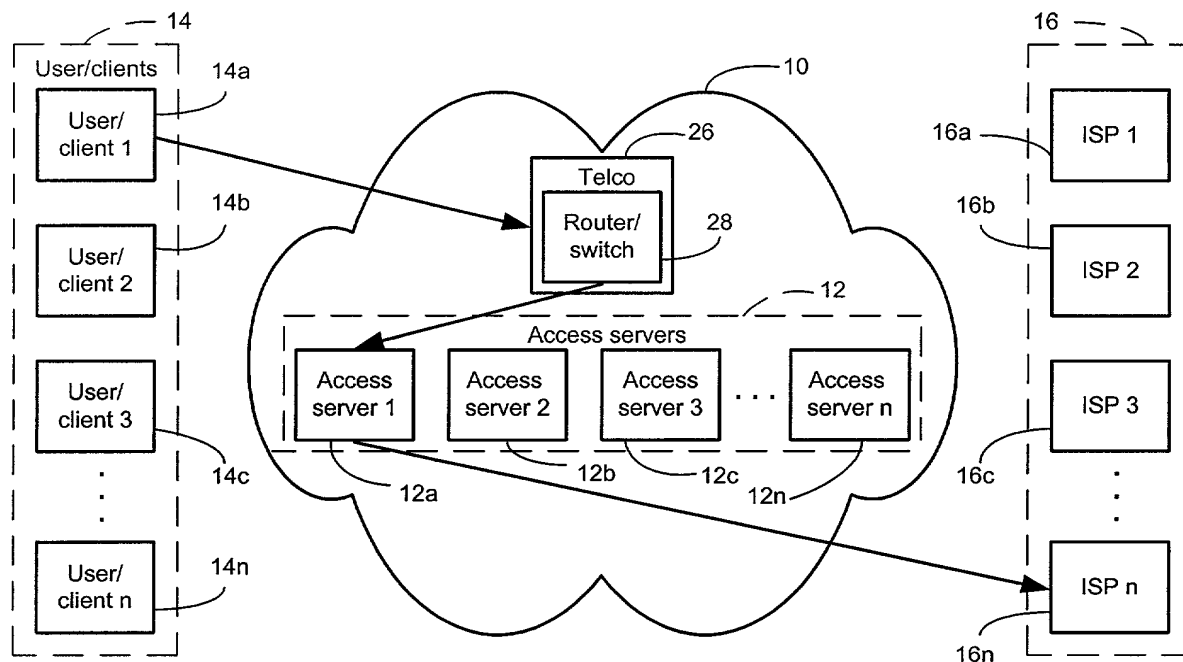 14
User/clients
14a
User/
client 1
14b
User/
client 2
User/
client 3
14c
. . .
User/
client n
14n
10
26
Telco
Router/
switch
28
12
Access servers
Access
server 1
Access
server 2
Access
server 3
. . .
Access
server n
12a
12b
12c
12n
16
16a
ISP 1
16b
ISP 2
ISP 3
16c
. . .
ISP n
16n